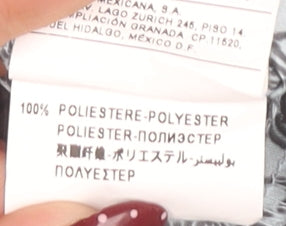 MEXICANA, S.A.
LAGO ZURICH 245, PISO 14
AMPLIACIÓN GRANADA CP.11520,
DEL HIDALGO, MÉXICO D.F.
100% POLIESTERE-POLYESTER
POLIESTER-ПОЛИЭСТЕР
聚酯纤维-ポリエステル-بوليستر
ΠΟΛΥΕΣΤΕΡ